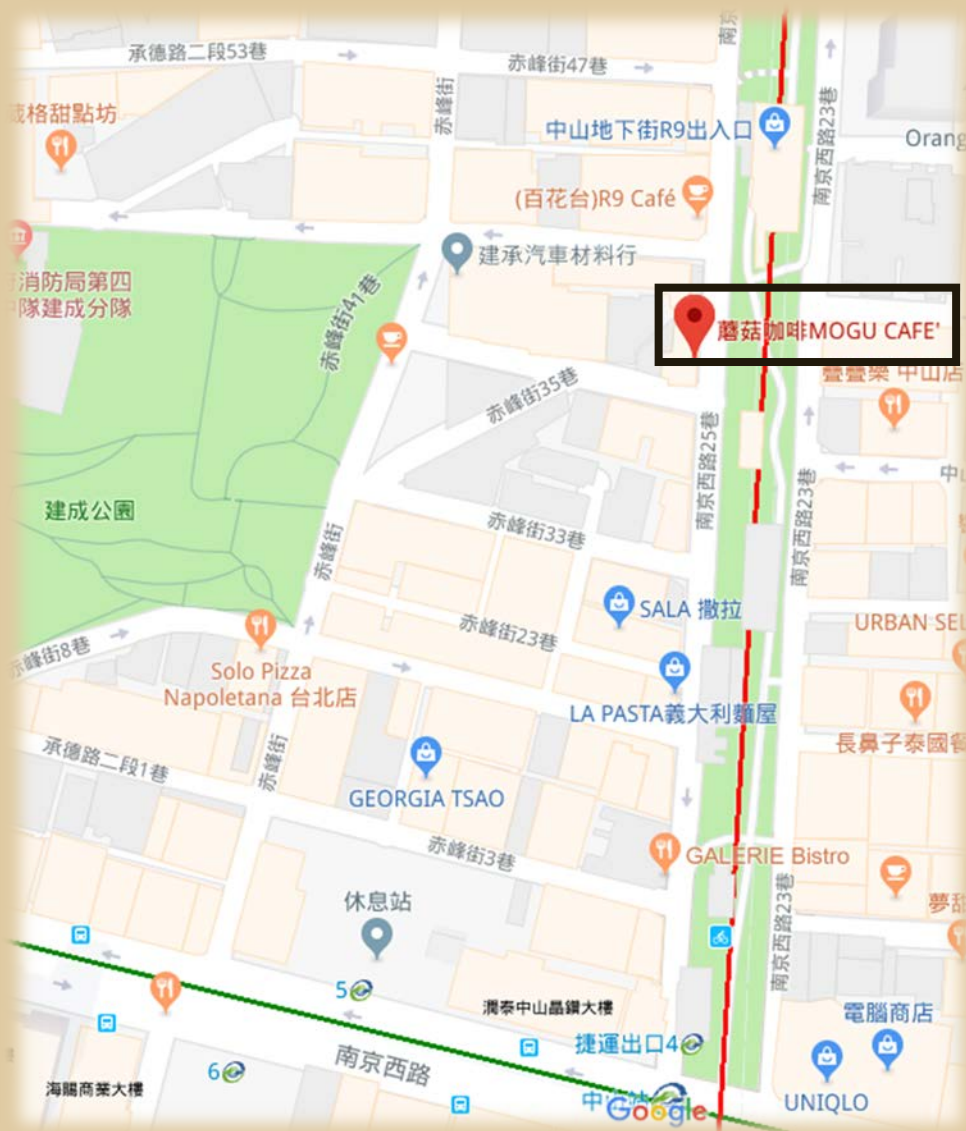 承德路二段53巷
赤峰街47巷
南京
葳格甜點坊
赤峰街
中山地下街R9出入口
南京西路23巷
Orang
(百花台)R9 Café
建承汽車材料行
消防局第四
隊建成分隊
赤峰街41巷
蘑菇咖啡MOGU CAFE'
疊疊樂 中山店
赤峰街35巷
南京西路25巷
南京西路23巷
建成公園
赤峰街33巷
赤峰街
SALA 撒拉
赤峰街23巷
URBAN SEL
赤峰街8巷
Solo Pizza
Napoletana 台北店
LA PASTA義大利麵屋
長鼻子泰國餐
承德路二段1巷
赤峰街
GEORGIA TSAO
赤峰街3巷
GALERIE Bistro
休息站
南京西路23巷
夢甜
5
潤泰中山晶鑽大樓
電腦商店
捷運出口4
南京西路
6
海賜商業大樓
中山站
Google
UNIQLO